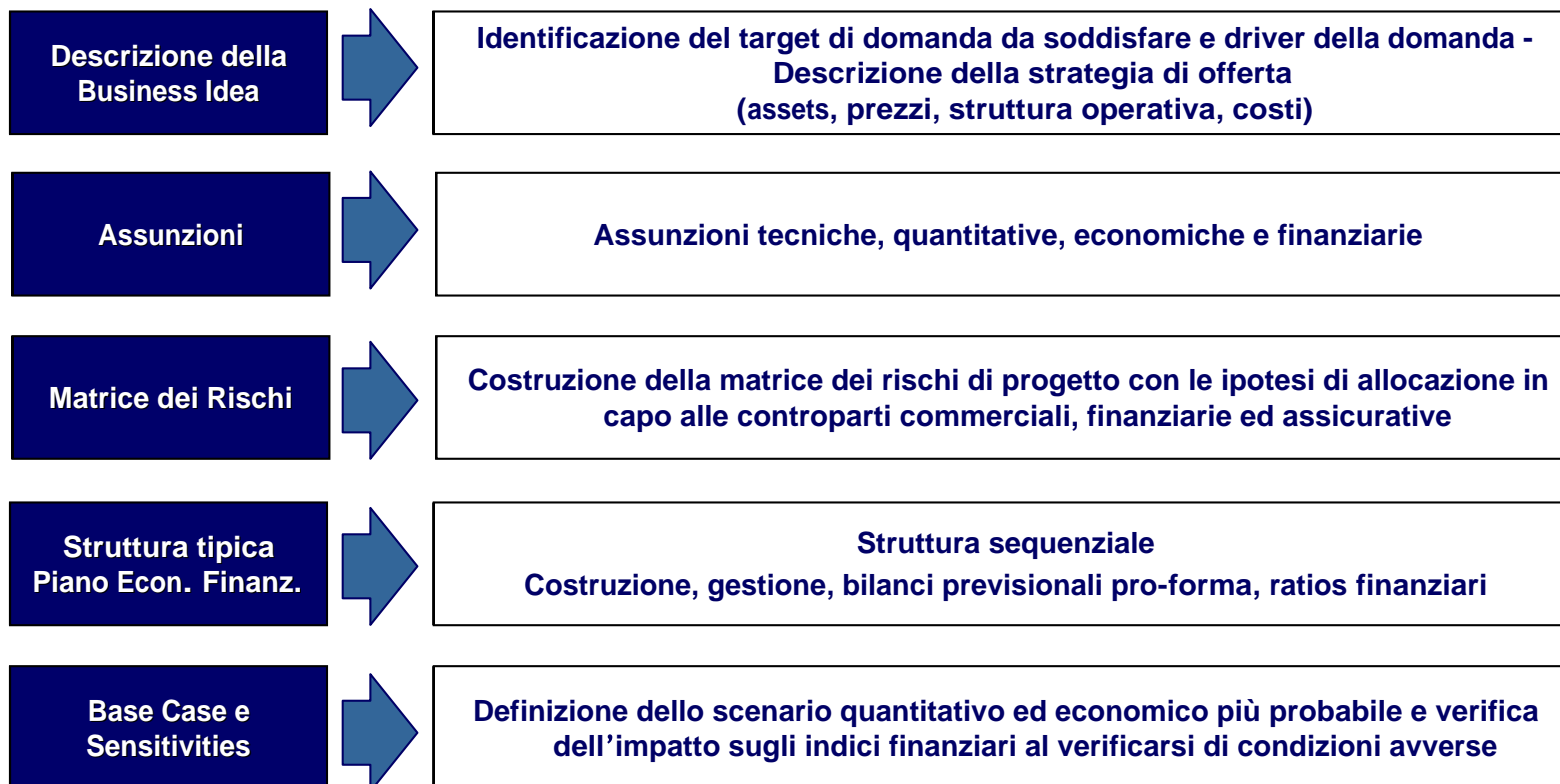 Descrizione della
Business Idea
Identificazione del target di domanda da soddisfare e driver della domanda -
Descrizione della strategia di offerta
(assets, prezzi, struttura operativa, costi)
Assunzioni
Assunzioni tecniche, quantitative, economiche e finanziarie
Matrice dei Rischi
Costruzione della matrice dei rischi di progetto con le ipotesi di allocazione in
capo alle controparti commerciali, finanziarie ed assicurative
Struttura tipica
Piano Econ. Finanz.
Struttura sequenziale
Costruzione, gestione, bilanci previsionali pro-forma, ratios finanziari
Base Case e
Sensitivities
Definizione dello scenario quantitativo ed economico più probabile e verifica
dell’impatto sugli indici finanziari al verificarsi di condizioni avverse